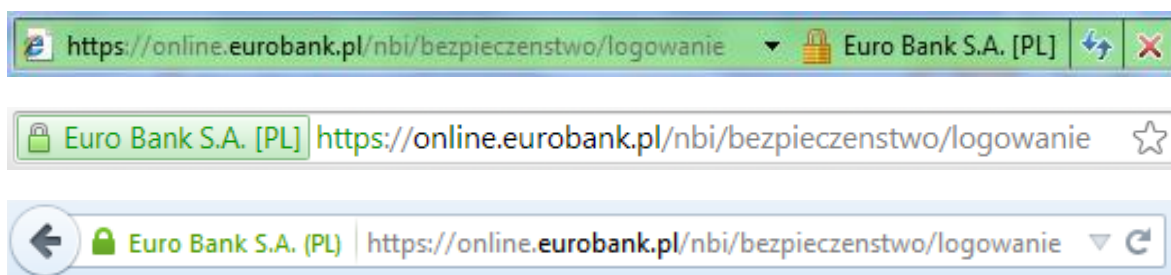 https://online.eurobank.pl/nbi/bezpieczenstwo/logowanie Euro Bank S.A. [PL]
Euro Bank S.A. [PL] https://online.eurobank.pl/nbi/bezpieczenstwo/logowanie
Euro Bank S.A. (PL) https://online.eurobank.pl/nbi/bezpieczenstwo/logowanie